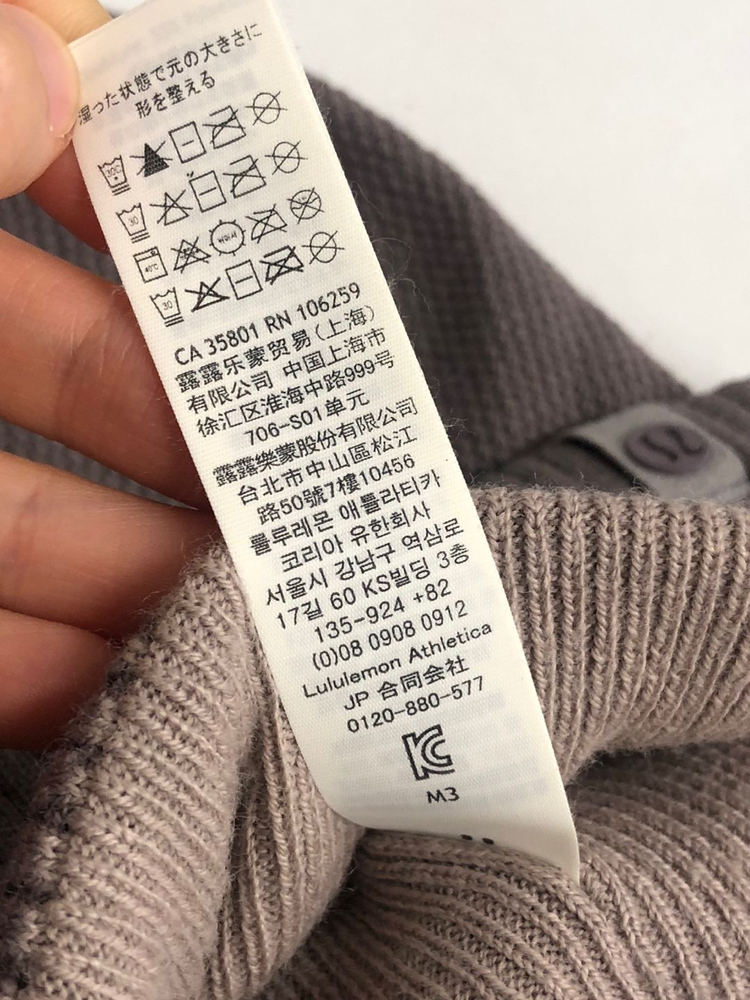 湿った状態で元の大きさに
形を整える
30C
30
40℃
30
CA 35801 RN 106259
露露乐蒙贸易(上海)
有限公司 中国上海市
徐汇区淮海中路999号
706-S01单元
露露樂蒙股份有限公司
台北市中山區松江
路50號7樓10456
룰루레몬 애틀라티카
코리아 유한회사
서울시 강남구 역삼로
17길 60 KS빌딩 3층
135-924 +82
(0)08 0908 0912
Lululemon Athletica
JP 合同会社
0120-880-577
KC
M3